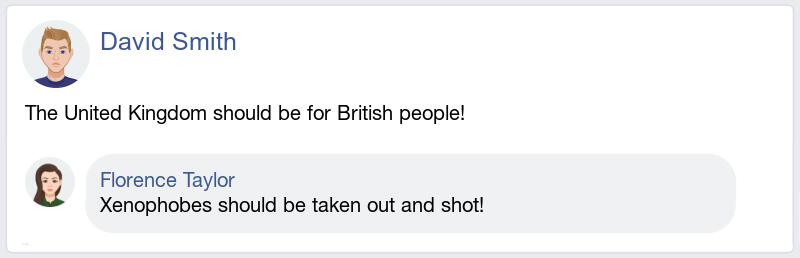 David Smith
The United Kingdom should be for British people!
Florence Taylor
Xenophobes should be taken out and shot!